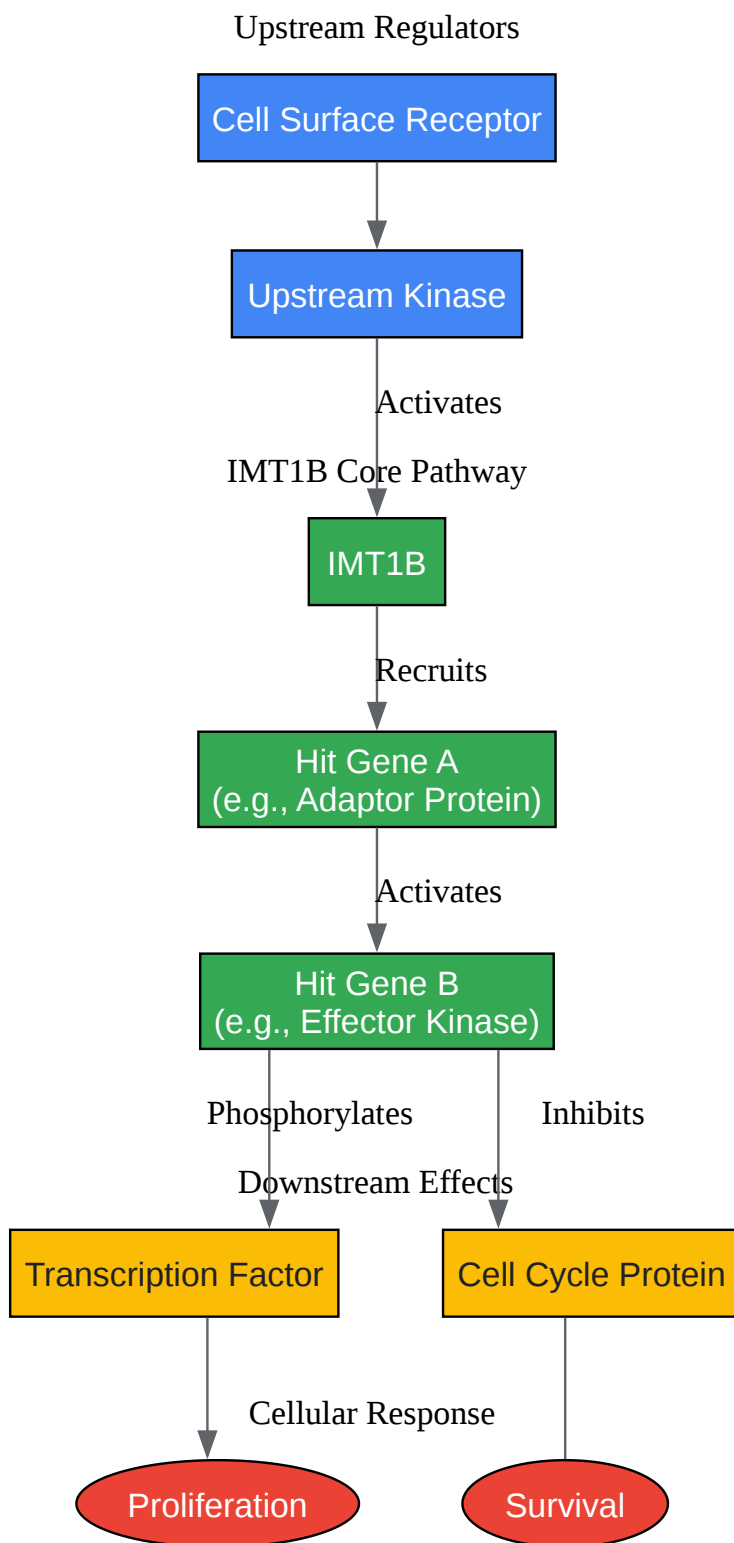 Upstream Regulators
Cell Surface Receptor
Upstream Kinase
Activates
IMT1B Core Pathway
IMT1B
Recruits
Hit Gene A
(e.g., Adaptor Protein)
Activates
Hit Gene B
(e.g., Effector Kinase)
Phosphorylates
Inhibits
Downstream Effects
Transcription Factor
Cell Cycle Protein
Cellular Response
Proliferation
Survival